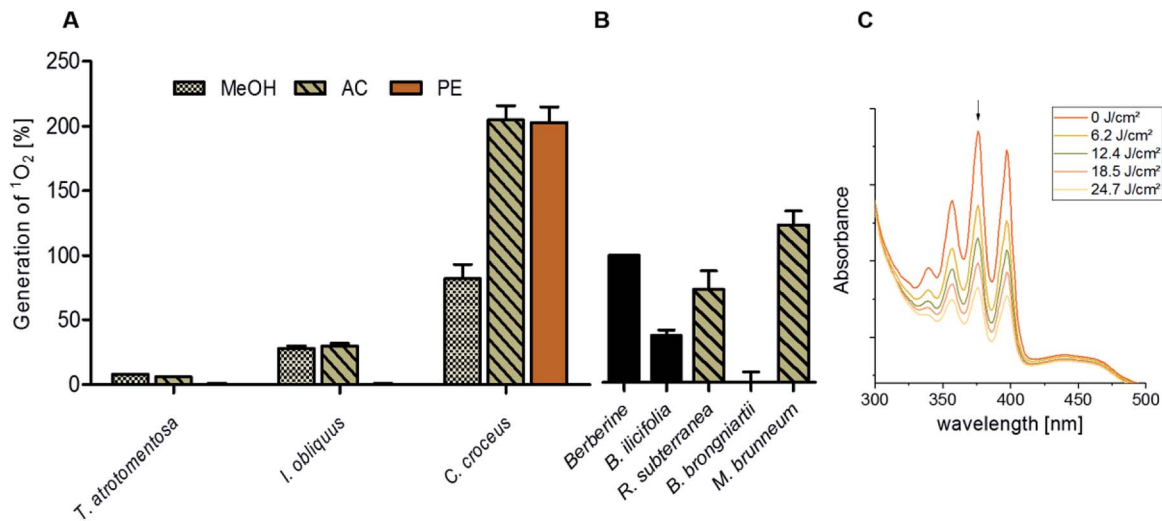 A
B
C
250
200
150
100
50
0
Generation of ¹O₂ [%]
MeOH AC PE
T. atrotomentosa
I. obliquus
C. croceus
Berberine
B. ilicifolia
R. subterranea
B. brongniartii
M. brunneum
0 J/cm²
6.2 J/cm²
12.4 J/cm²
18.5 J/cm²
24.7 J/cm²
Absorbance
300 350 400 450 500
wavelength [nm]